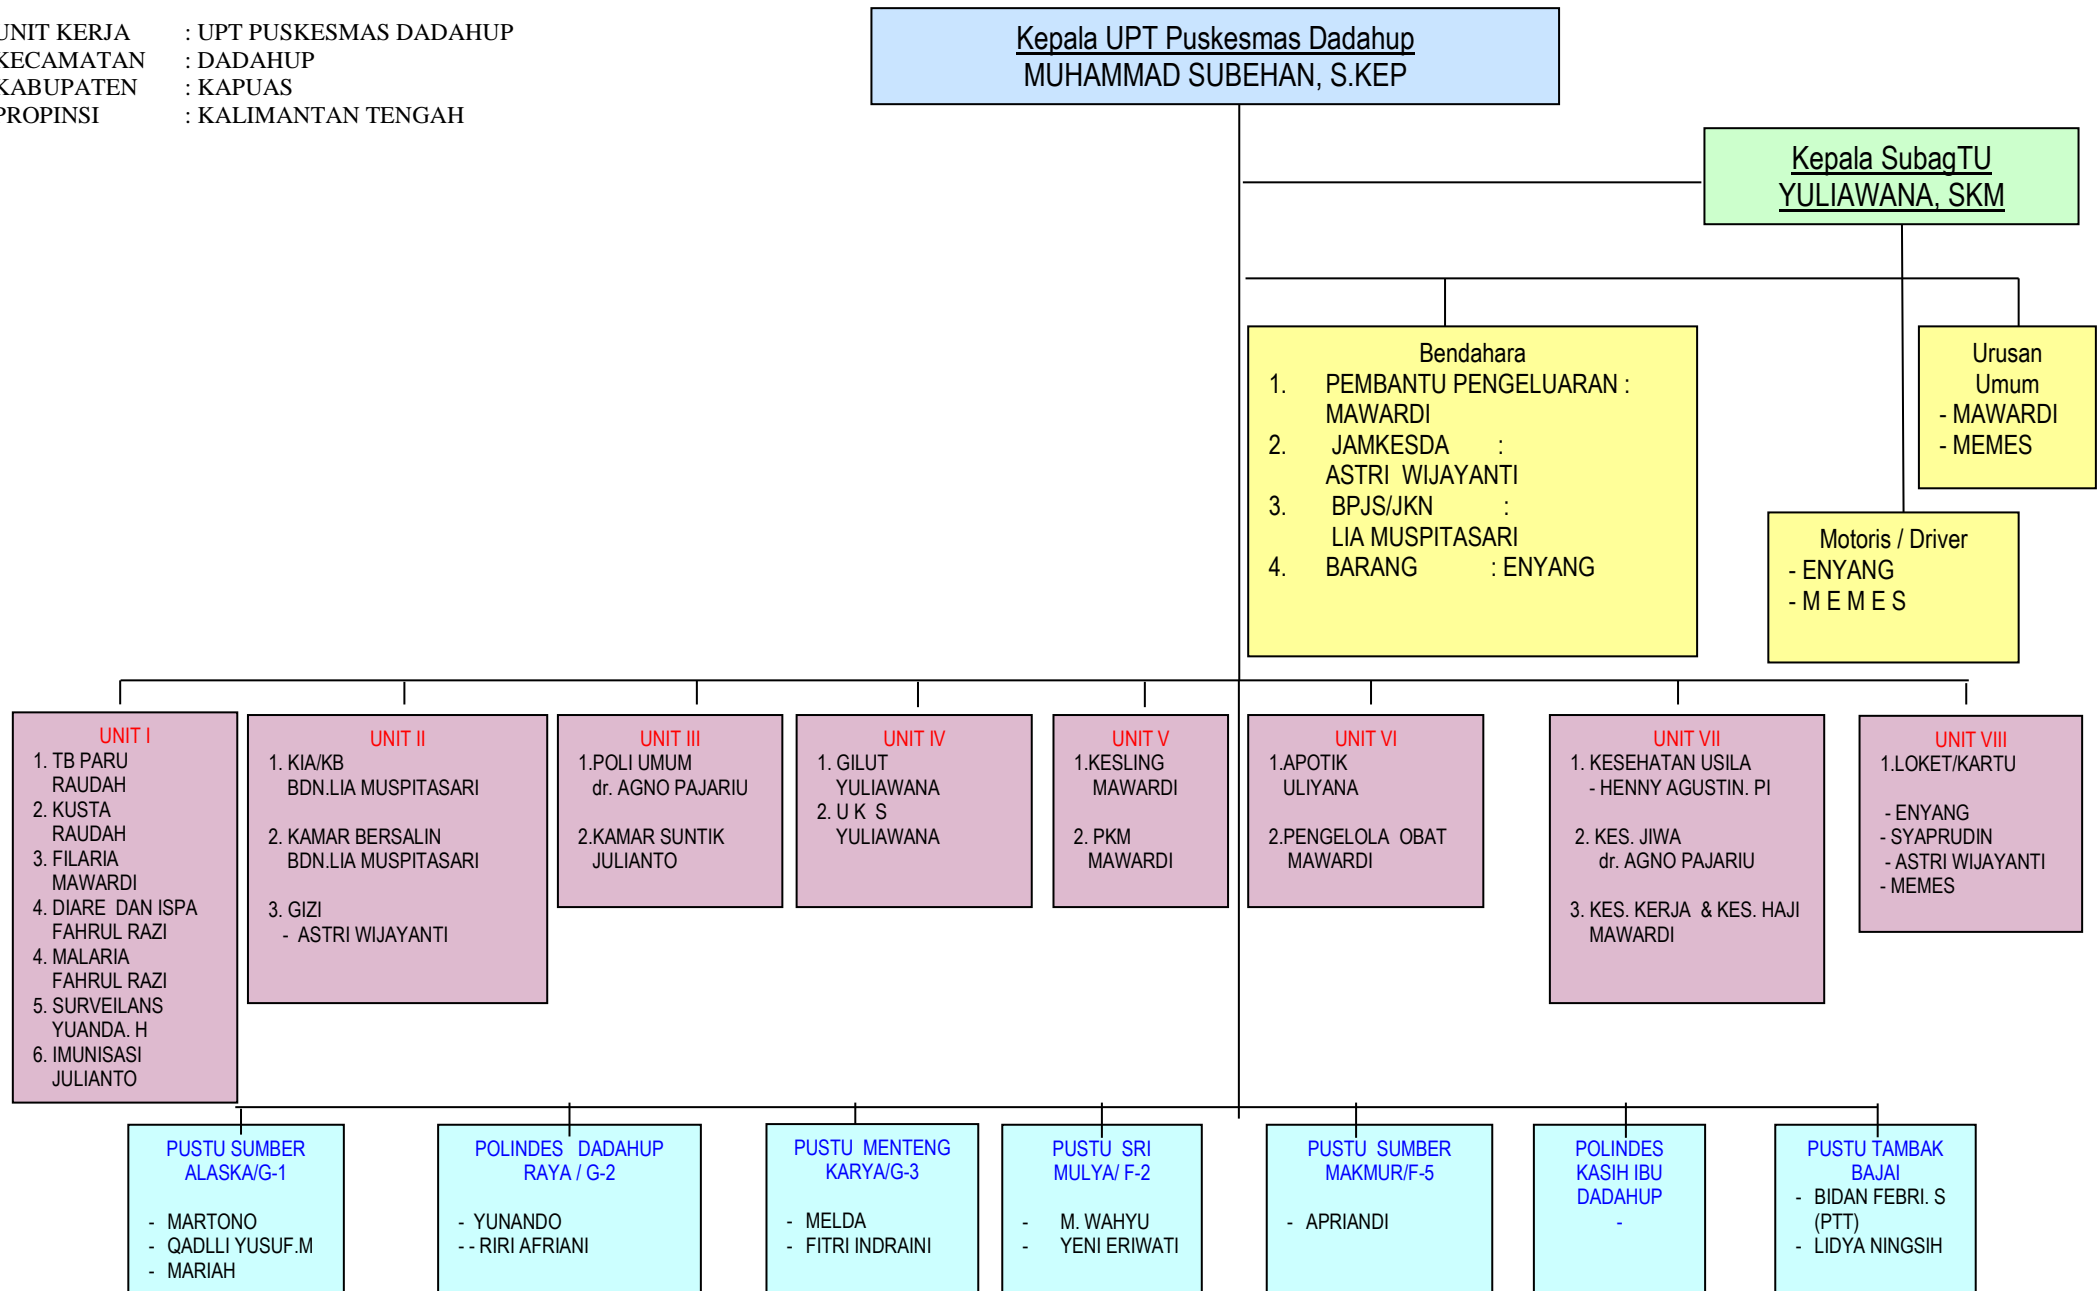 UNIT KERJA : UPT PUSKESMAS DADAHUP
KECAMATAN : DADAHUP
KABUPATEN : KAPUAS
PROPINSI : KALIMANTAN TENGAH
Kepala UPT Puskesmas Dadahup
MUHAMMAD SUBEHAN, S.KEP
Kepala SubagTU
YULIAWANA, SKM
Bendahara
1. PEMBANTU PENGELUARAN :
MAWARDI
2. JAMKESDA :
ASTRI WIJAYANTI
3. BPJS/JKN :
LIA MUSPITASARI
4. BARANG : ENYANG
Urusan
Umum
- MAWARDI
- MEMES
Motoris / Driver
- ENYANG
- M E M E S
UNIT I
1. TB PARU
RAUDAH
2. KUSTA
RAUDAH
3. FILARIA
MAWARDI
4. DIARE DAN ISPA
FAHRUL RAZI
4. MALARIA
FAHRUL RAZI
5. SURVEILANS
YUANDA. H
6. IMUNISASI
JULIANTO
UNIT II
1. KIA/KB
BDN.LIA MUSPITASARI
2. KAMAR BERSALIN
BDN.LIA MUSPITASARI
3. GIZI
- ASTRI WIJAYANTI
UNIT III
1.POLI UMUM
dr. AGNO PAJARIU
2.KAMAR SUNTIK
JULIANTO
UNIT IV
1. GILUT
YULIAWANA
2. U K S
YULIAWANA
UNIT V
1.KESLING
MAWARDI
2. PKM
MAWARDI
UNIT VI
1.APOTIK
ULIYANA
2.PENGELOLA OBAT
MAWARDI
UNIT VII
1. KESEHATAN USILA
- HENNY AGUSTIN. PI
2. KES. JIWA
dr. AGNO PAJARIU
3. KES. KERJA & KES. HAJI
MAWARDI
UNIT VIII
1.LOKET/KARTU
- ENYANG
- SYAPRUDIN
- ASTRI WIJAYANTI
- MEMES
PUSTU SUMBER
ALASKA/G-1
- MARTONO
- QADLLI YUSUF.M
- MARIAH
POLINDES DADAHUP
RAYA / G-2
- YUNANDO
- - RIRI AFRIANI
PUSTU MENTENG
KARYA/G-3
- MELDA
- FITRI INDRAINI
PUSTU SRI
MULYA/ F-2
- M. WAHYU
- YENI ERIWATI
PUSTU SUMBER
MAKMUR/F-5
- APRIANDI
POLINDES
KASIH IBU
DADAHUP
-
PUSTU TAMBAK
BAJAI
- BIDAN FEBRI. S
(PTT)
- LIDYA NINGSIH